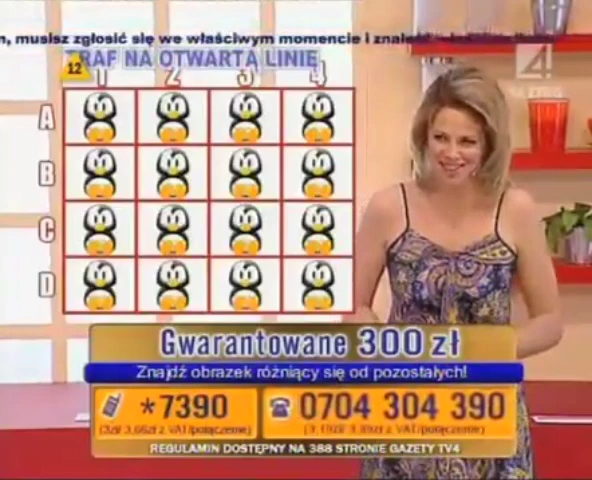 , musisz zgłosić się we właściwym momencie i
TRAF NA OTWARTĄ LINIĘ
12
1 2 3 4
4!
A
B
C
D
Gwarantowane 300 zł
Znajdź obrazek różniący się od pozostałych!
*7390
0704 304 390
REGULAMIN DOSTĘPNY NA 388 STRONIE GAZETY TV4